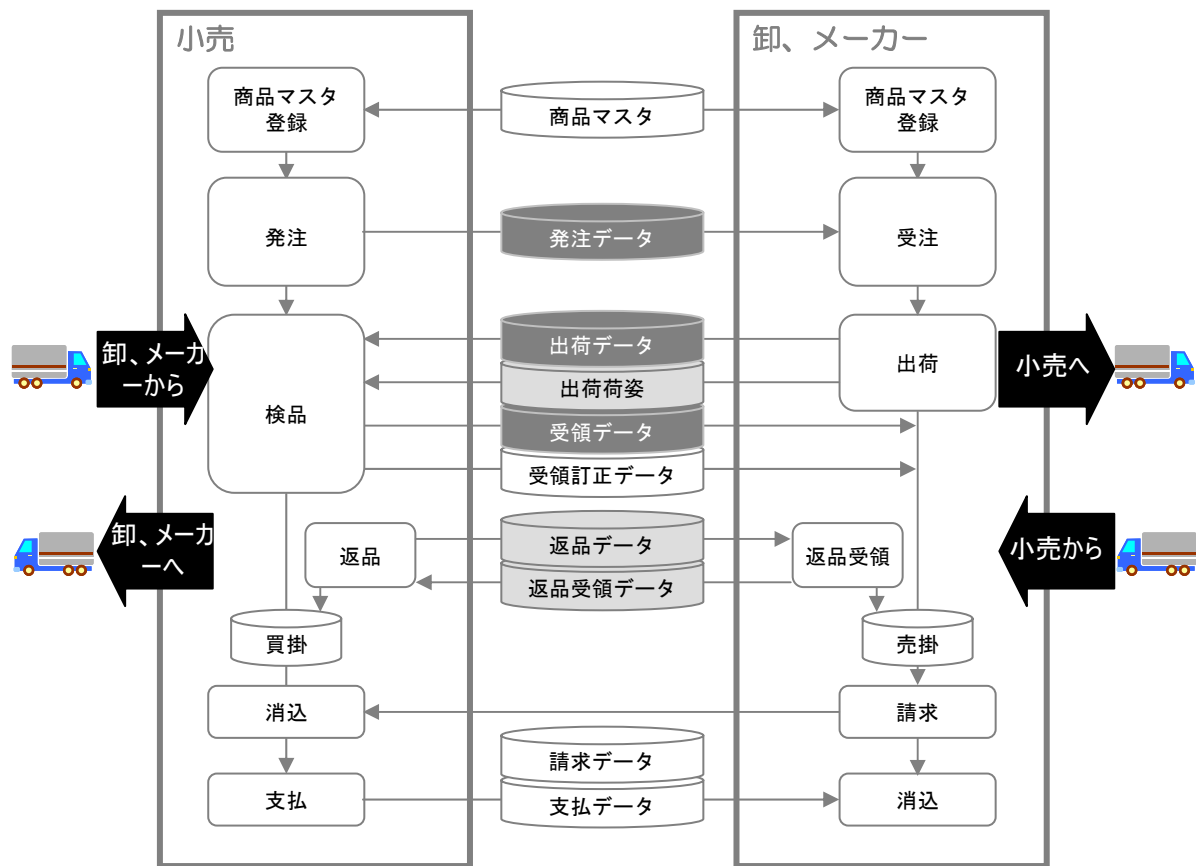 小売
卸、メーカー
商品マスタ
登録
商品マスタ
商品マスタ
登録
発注
発注データ
受注
卸、メーカ
ーから
検品
出荷データ
出荷荷姿
受領データ
受領訂正データ
出荷
小売へ
卸、メーカ
ーへ
返品
返品データ
返品受領データ
返品受領
小売から
買掛
売掛
消込
請求
請求データ
支払
支払データ
消込